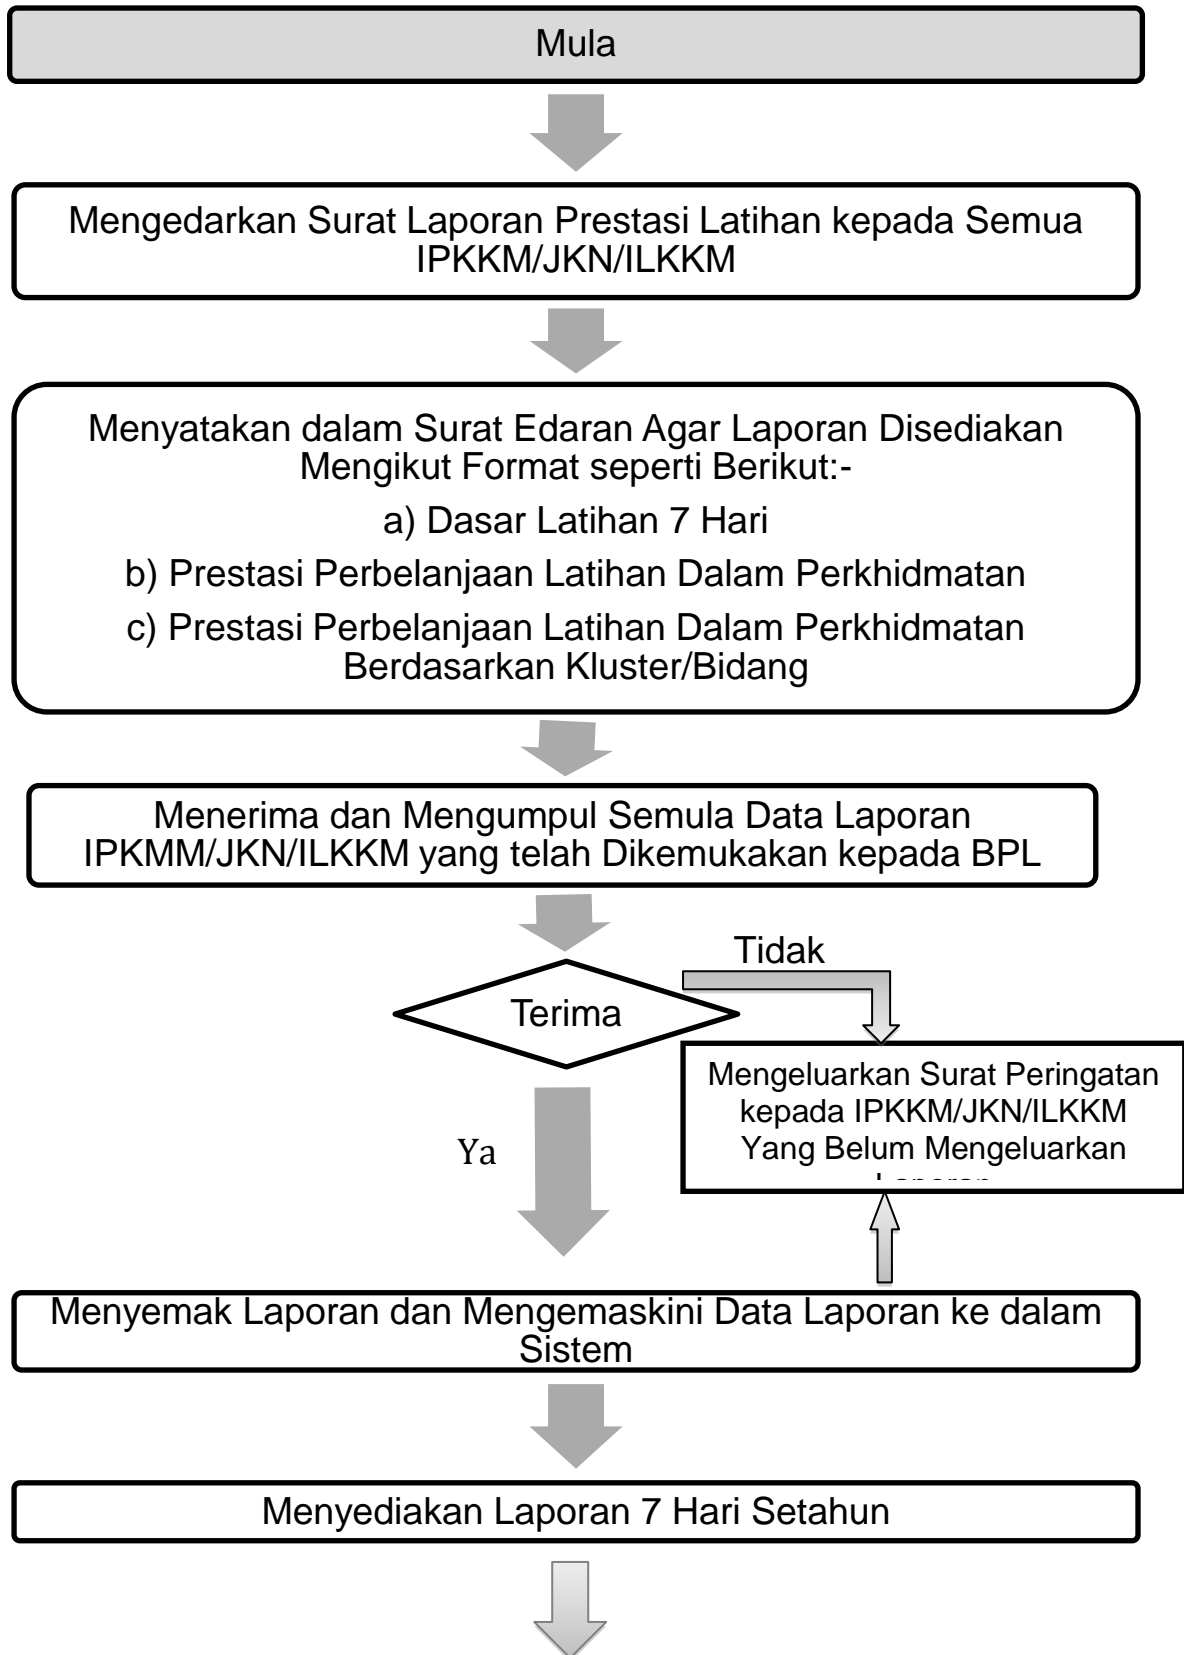 Mula
Mengedarkan Surat Laporan Prestasi Latihan kepada Semua
IPKKM/JKN/ILKKM
Menyatakan dalam Surat Edaran Agar Laporan Disediakan
Mengikut Format seperti Berikut:-
a) Dasar Latihan 7 Hari
b) Prestasi Perbelanjaan Latihan Dalam Perkhidmatan
c) Prestasi Perbelanjaan Latihan Dalam Perkhidmatan
Berdasarkan Kluster/Bidang
Menerima dan Mengumpul Semula Data Laporan
IPKMM/JKN/ILKKM yang telah Dikemukakan kepada BPL
Tidak
Terima
Mengeluarkan Surat Peringatan
kepada IPKKM/JKN/ILKKM
Yang Belum Mengeluarkan
Ya
Menyemak Laporan dan Mengemaskini Data Laporan ke dalam
Sistem
Menyediakan Laporan 7 Hari Setahun